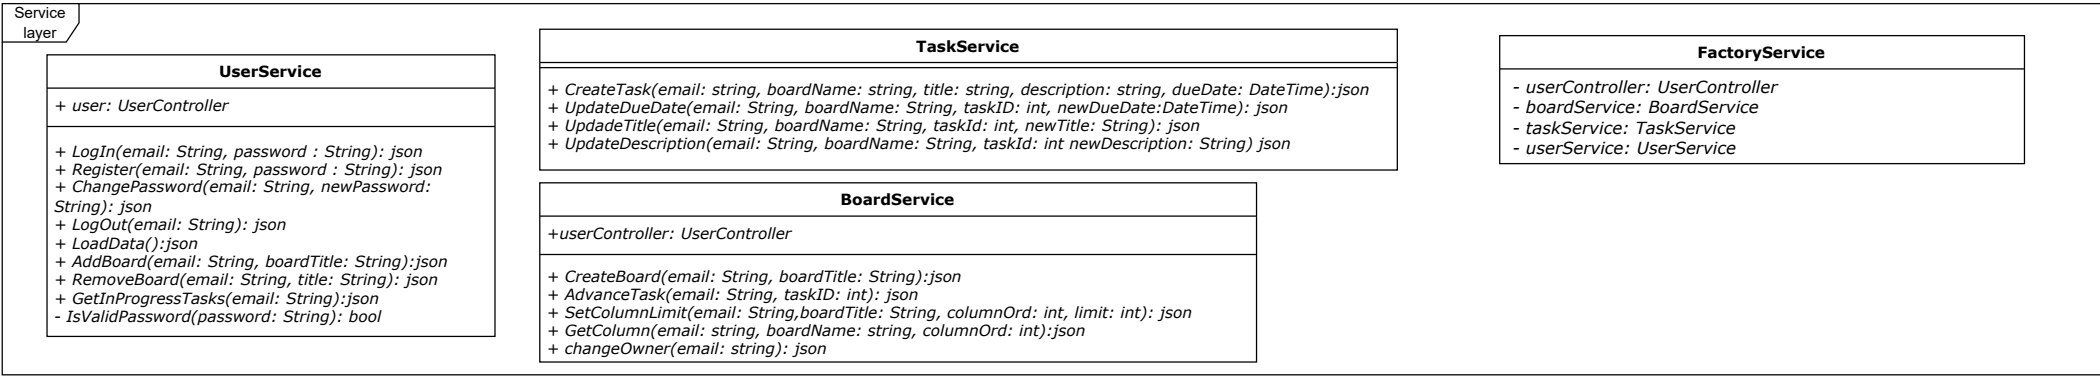 Service
layer
UserService
+ user: UserController
+ LogIn(email: String, password : String): json
+ Register(email: String, password : String): json
+ ChangePassword(email: String, newPassword:
String): json
+ LogOut(email: String): json
+ LoadData():json
+ AddBoard(email: String, boardTitle: String):json
+ RemoveBoard(email: String, title: String): json
+ GetInProgressTasks(email: String):json
- IsValidPassword(password: String): bool
TaskService
+ CreateTask(email: string, boardName: string, title: string, description: string, dueDate: DateTime):json
+ UpdateDueDate(email: String, boardName: String, taskID: int, newDueDate:DateTime): json
+ UpdadeTitle(email: String, boardName: String, taskId: int, newTitle: String): json
+ UpdateDescription(email: String, boardName: String, taskId: int newDescription: String) json
BoardService
+userController: UserController
+ CreateBoard(email: String, boardTitle: String):json
+ AdvanceTask(email: String, taskID: int): json
+ SetColumnLimit(email: String,boardTitle: String, columnOrd: int, limit: int): json
+ GetColumn(email: string, boardName: string, columnOrd: int):json
+ changeOwner(email: string): json
FactoryService
- userController: UserController
- boardService: BoardService
- taskService: TaskService
- userService: UserService